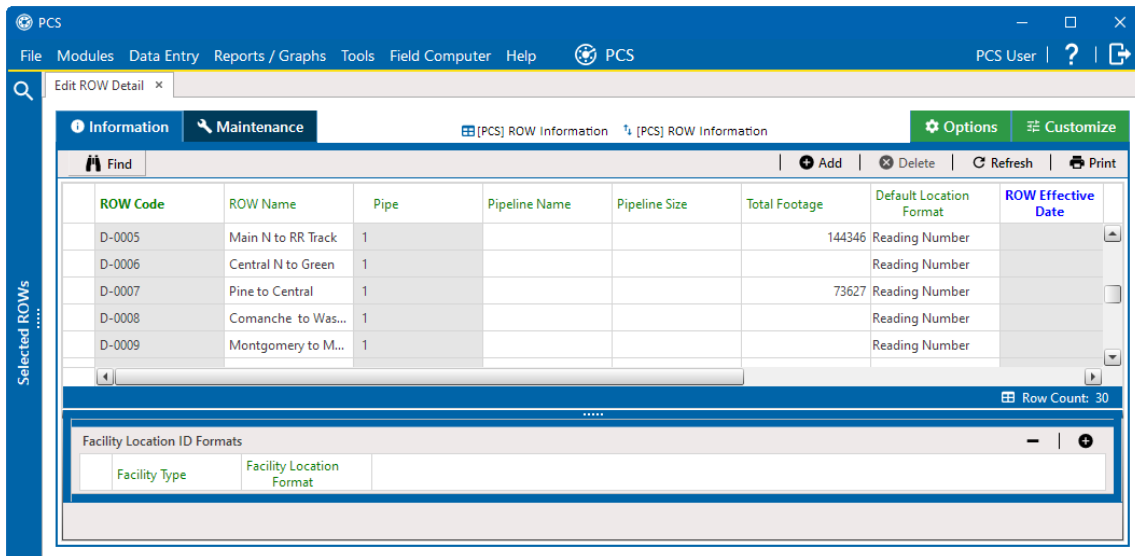 PCS
File Modules Data Entry Reports / Graphs Tools Field Computer Help PCS PCS User | ? |
Edit ROW Detail ×
Information Maintenance [PCS] ROW Information [PCS] ROW Information Options Customize
Find | Add | Delete | Refresh | Print
ROW Code ROW Name Pipe Pipeline Name Pipeline Size Total Footage Default Location Format ROW Effective Date
D-0005 Main N to RR Track 1 144346 Reading Number
D-0006 Central N to Green 1 Reading Number
D-0007 Pine to Central 1 73627 Reading Number
D-0008 Comanche to Was... 1 Reading Number
D-0009 Montgomery to M... 1 Reading Number
Selected ROWs
Row Count: 30
Facility Location ID Formats
Facility Type Facility Location Format